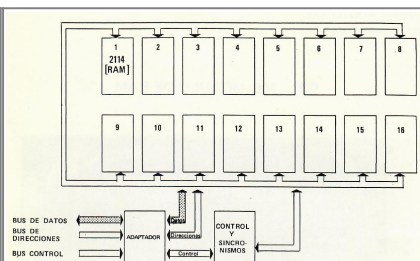 1 2 3 4 5 6 7 8
2114
[RAM]
9 10 11 12 13 14 15 16
BUS DE DATOS
BUS DE
DIRECCIONES
BUS CONTROL
ADAPTADOR
Datos
Direcciones
Control
CONTROL
Y
SINCRO-
NISMOS